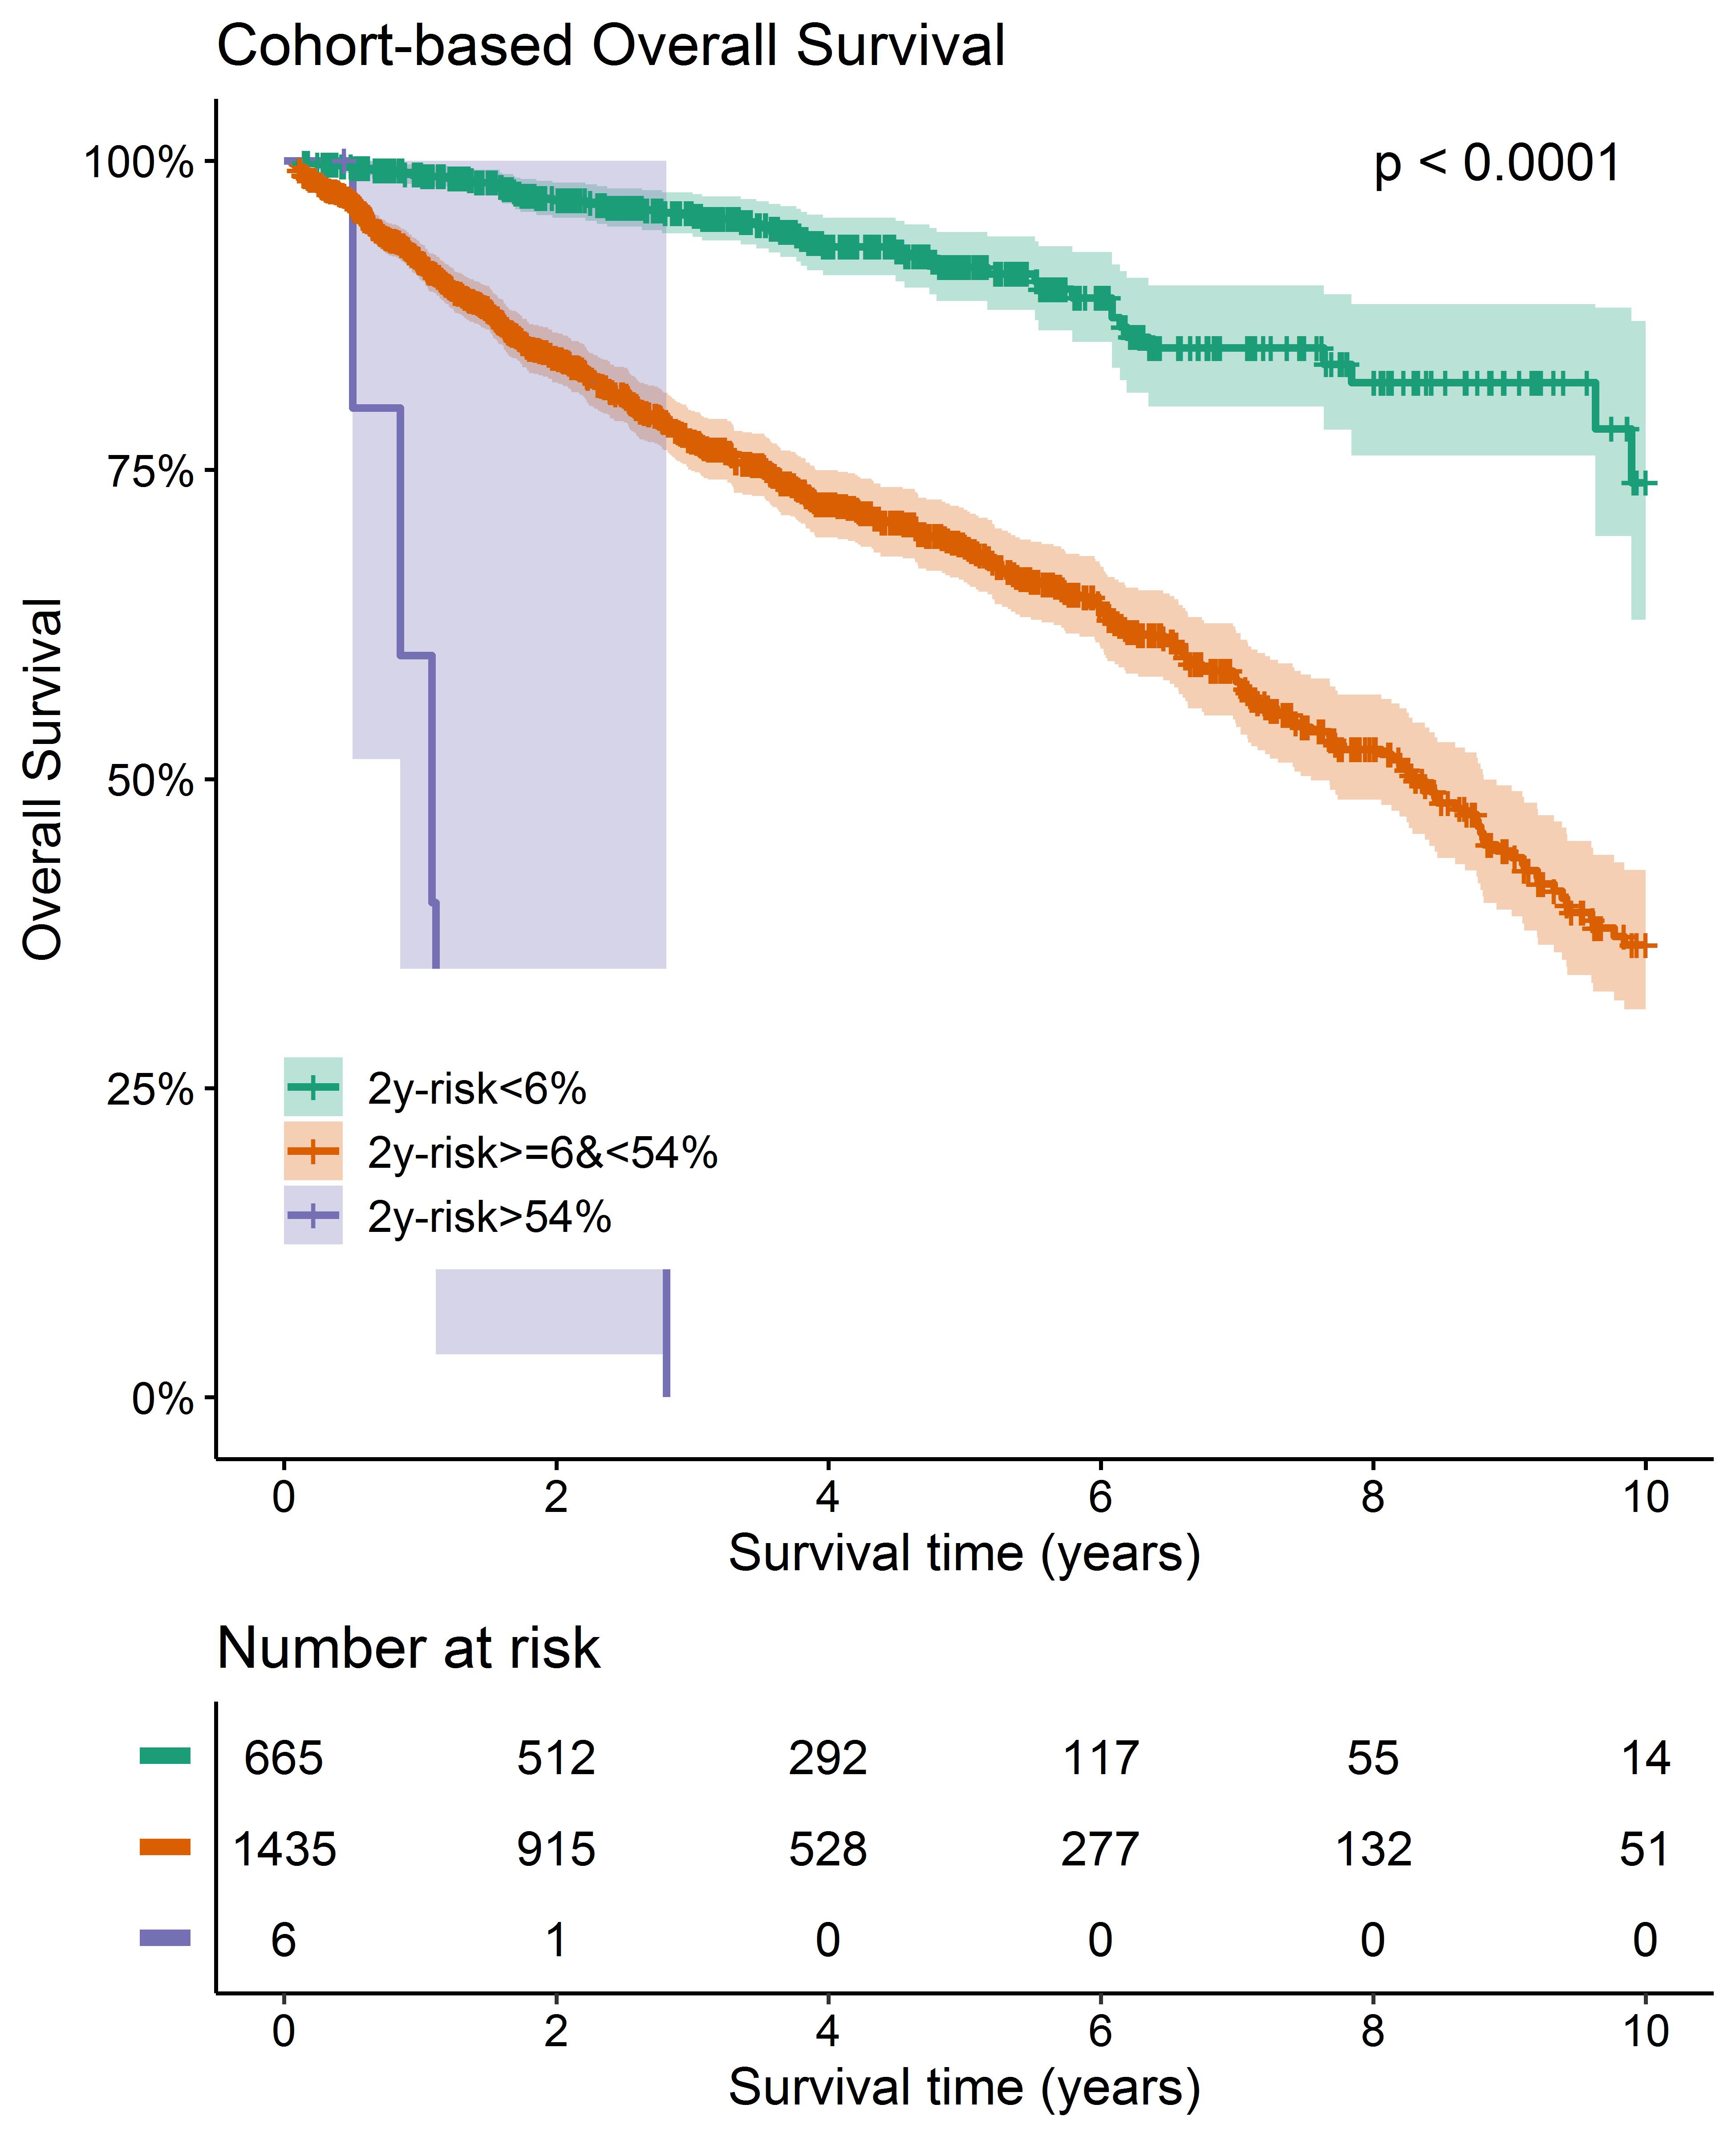 Cohort-based Overall Survival
p < 0.0001
100%
75%
50%
25%
0%
Overall Survival
2y-risk<6%
2y-risk>=6&<54%
2y-risk>54%
0 2 4 6 8 10
Survival time (years)
Number at risk
665 512 292 117 55 14
1435 915 528 277 132 51
6 1 0 0 0 0
0 2 4 6 8 10
Survival time (years)